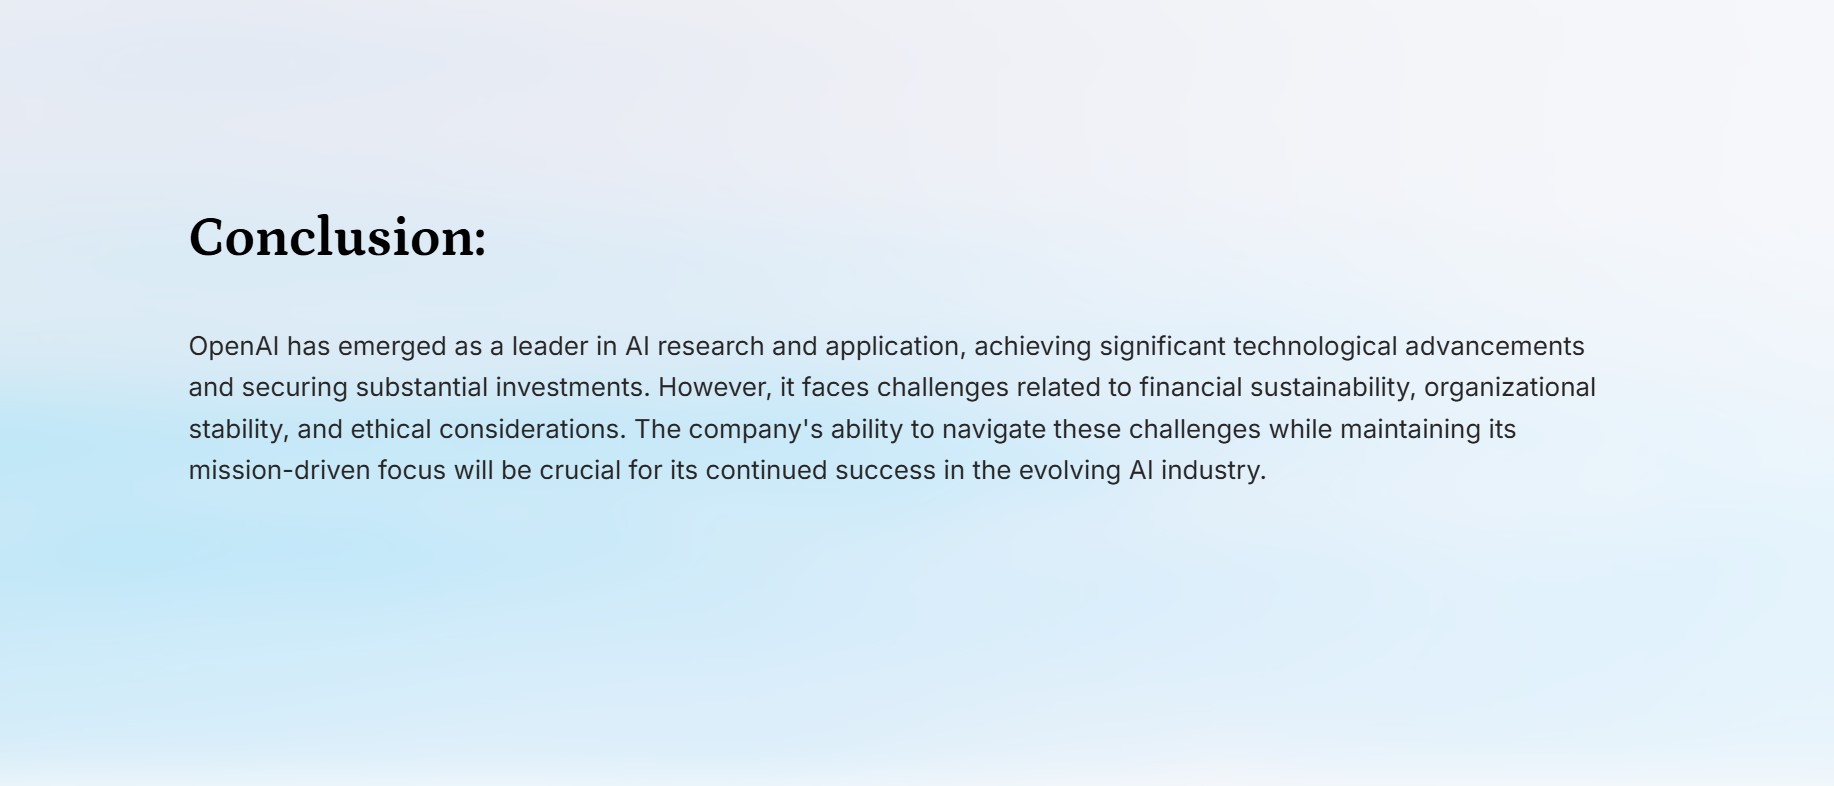 Conclusion:
OpenAI has emerged as a leader in AI research and application, achieving significant technological advancements
and securing substantial investments. However, it faces challenges related to financial sustainability, organizational
stability, and ethical considerations. The company's ability to navigate these challenges while maintaining its
mission-driven focus will be crucial for its continued success in the evolving AI industry.